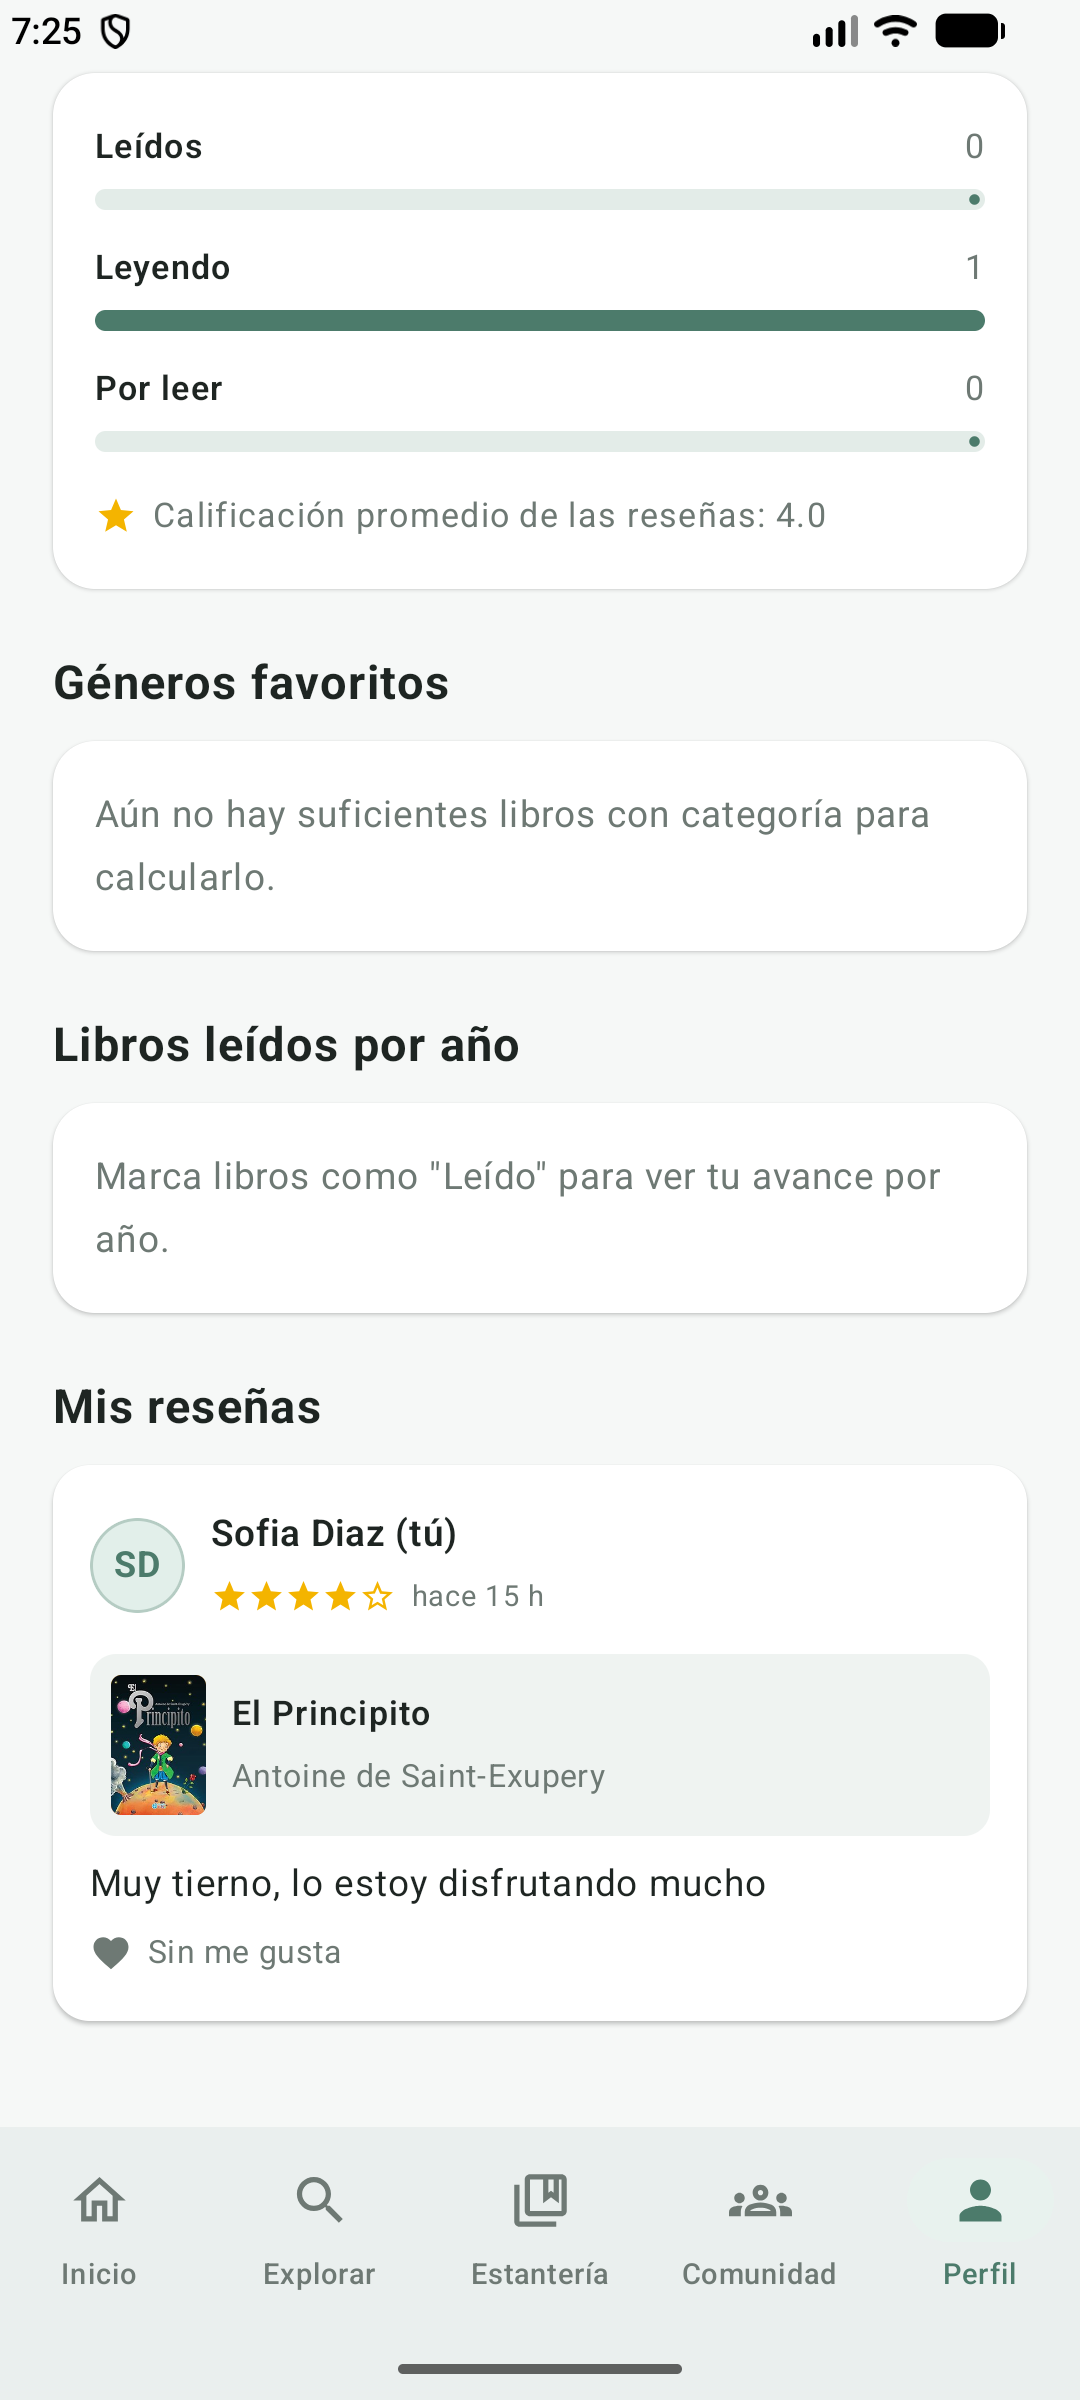 7:25
Leídos
0
Leyendo
1
Por leer
0
Calificación promedio de las reseñas: 4.0
Géneros favoritos
Aún no hay suficientes libros con categoría para
calcularlo.
Libros leídos por año
Marca libros como "Leído" para ver tu avance por
año.
Mis reseñas
SD
Sofia Diaz (tú)
hace 15 h
El
Principito
El Principito
Antoine de Saint-Exupery
Muy tierno, lo estoy disfrutando mucho
Sin me gusta
Inicio
Explorar
Estantería
Comunidad
Perfil